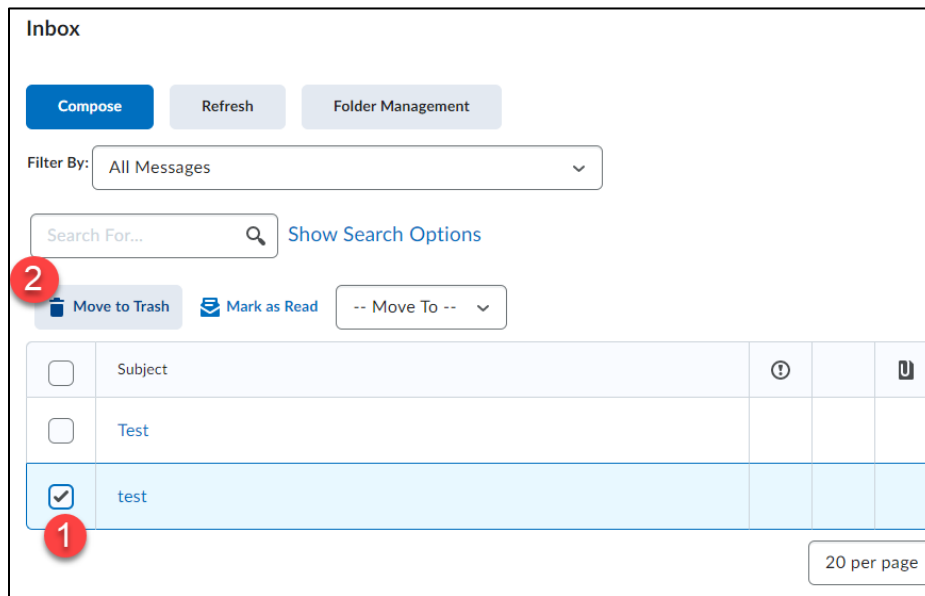 Inbox
Compose Refresh Folder Management
Filter By: All Messages
Search For... Show Search Options
2
Move to Trash Mark as Read -- Move To --
Subject
Test
test
1
20 per page